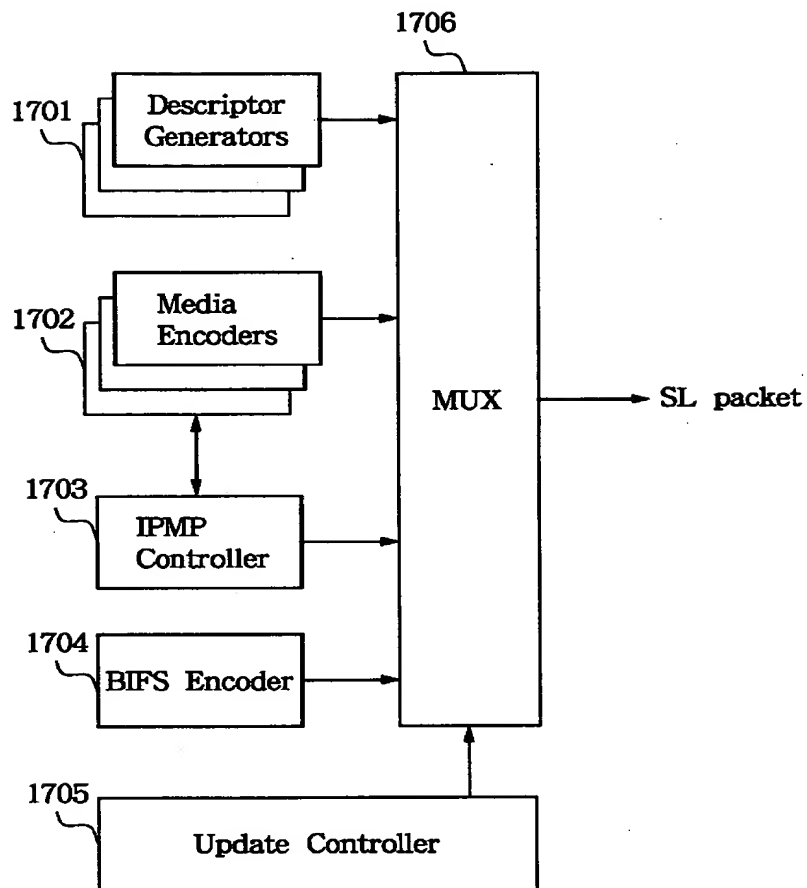 1706
1701
Descriptor
Generators
1702
Media
Encoders
MUX
SL packet
1703
IPMP
Controller
1704
BIFS Encoder
1705
Update Controller